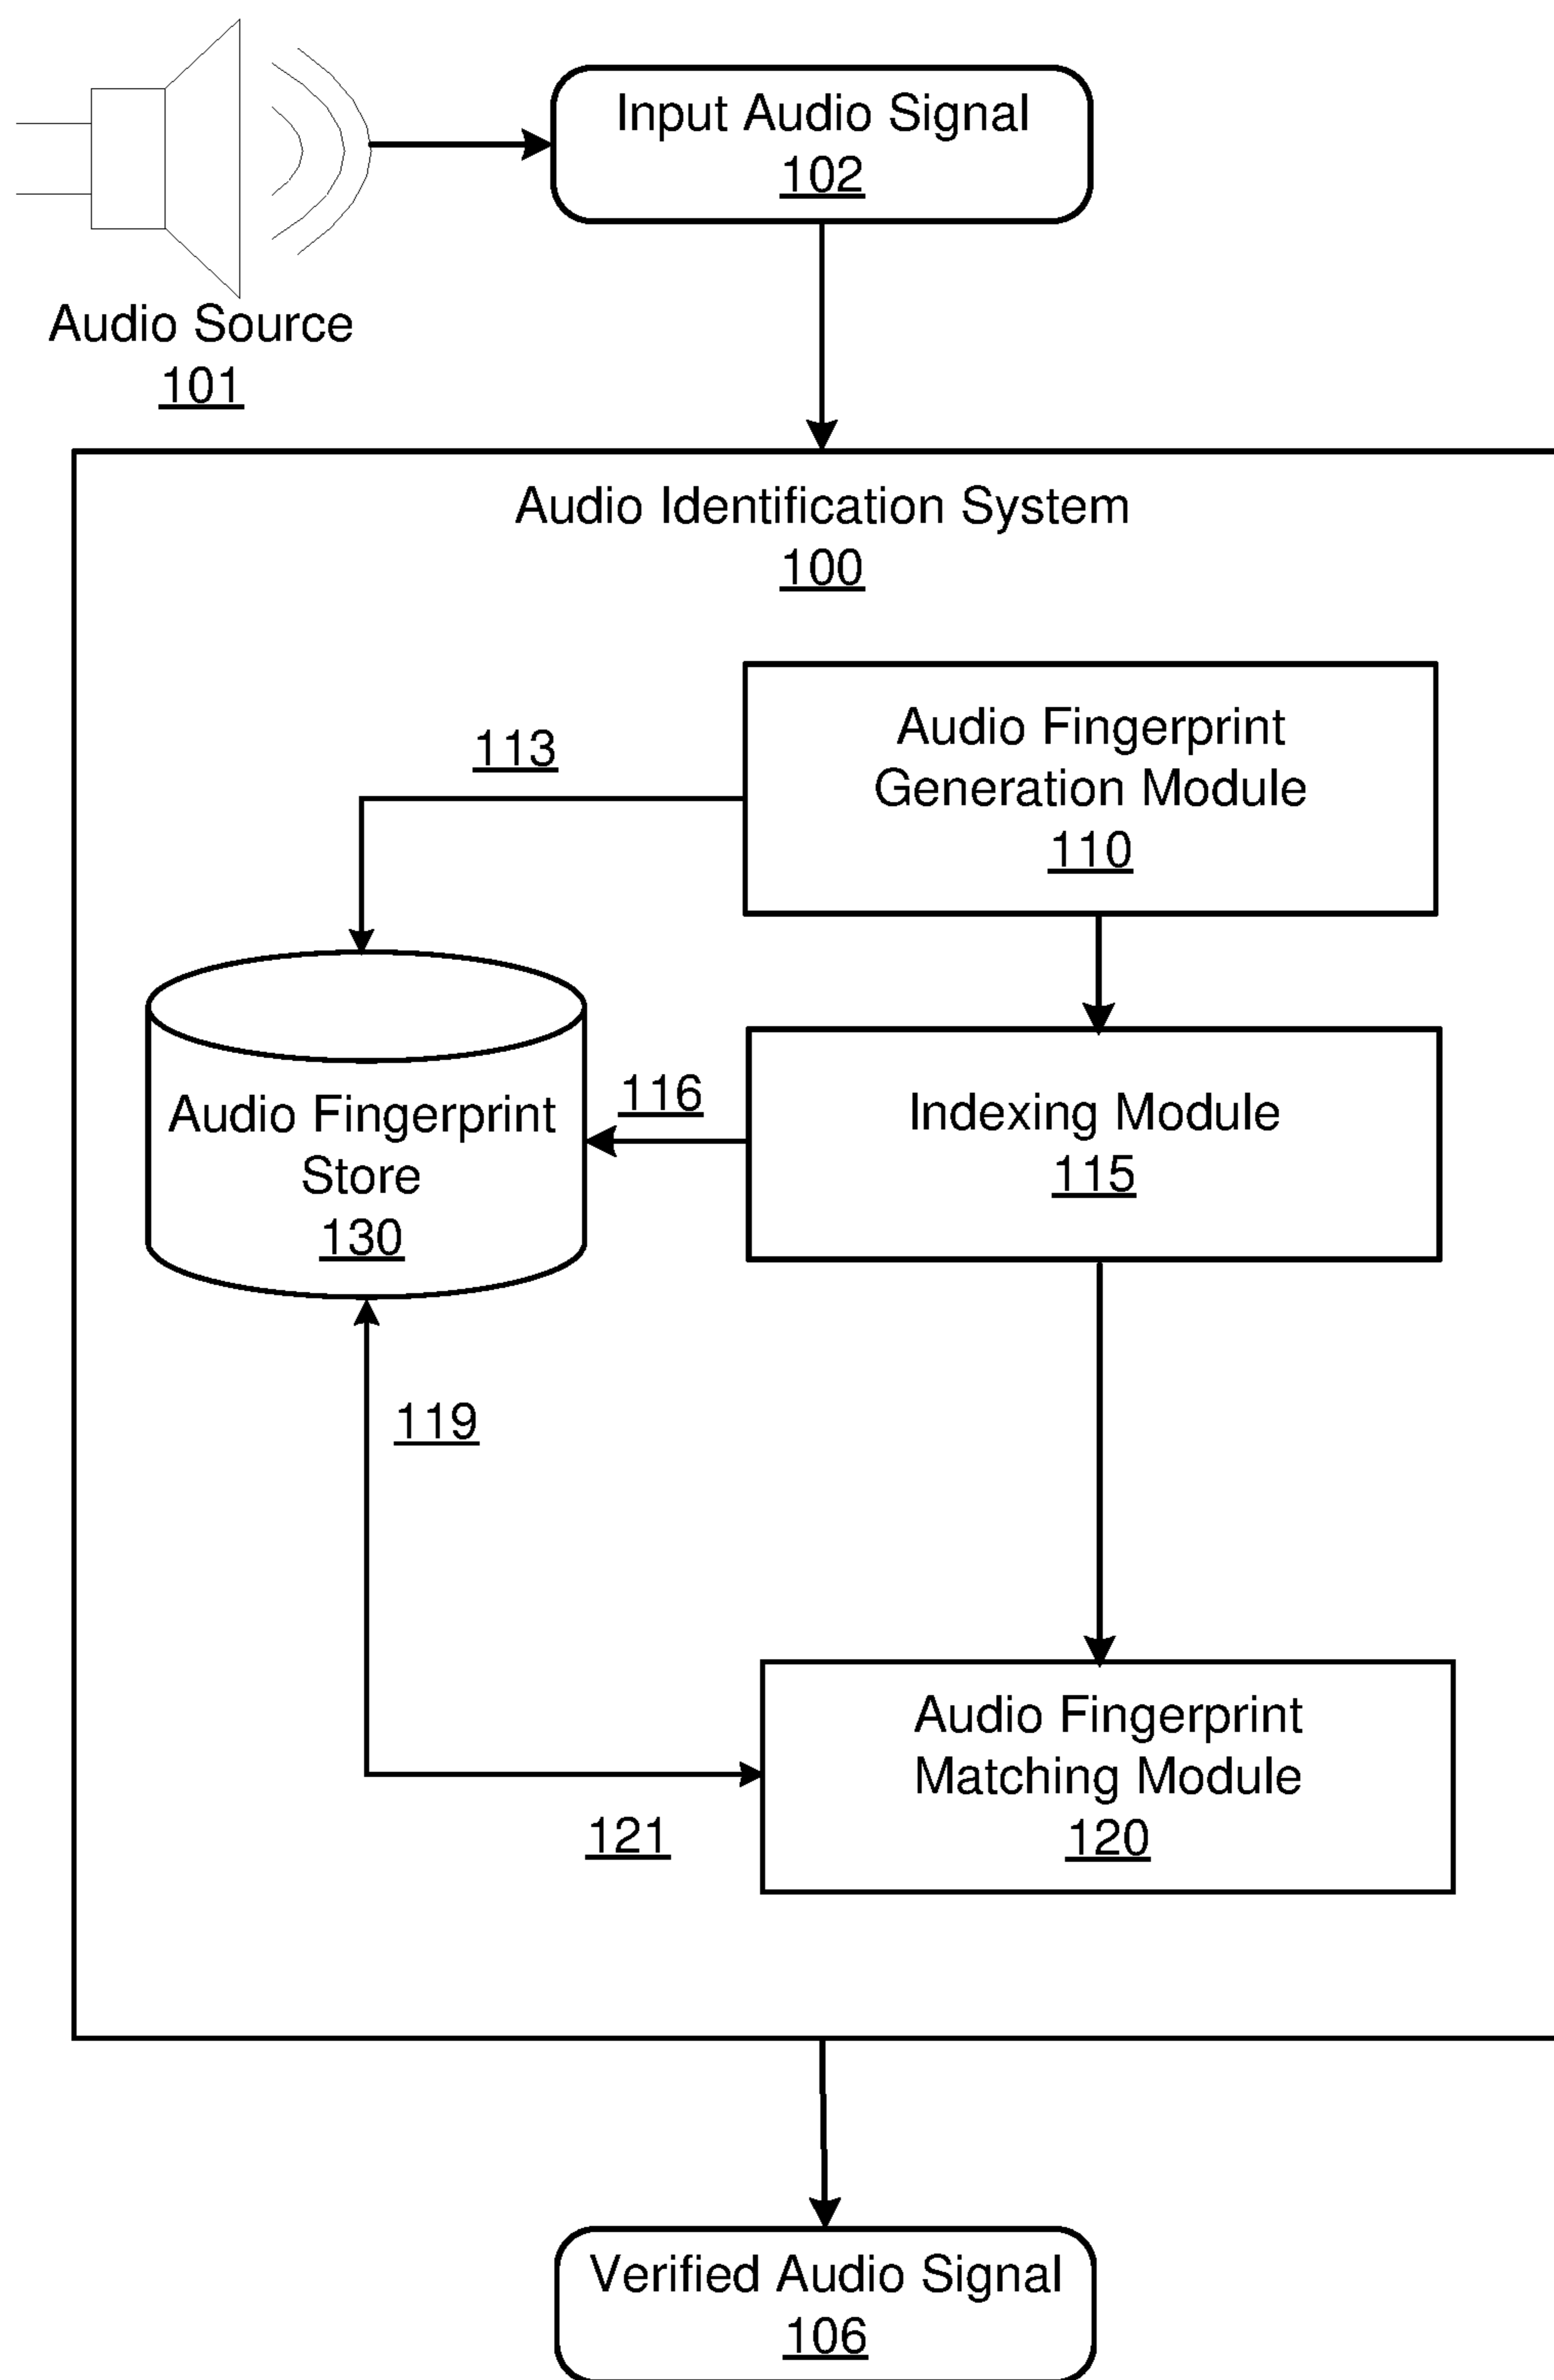 Input Audio Signal
102
Audio Source
101
Audio Identification System
100
Audio Fingerprint
Generation Module
110
113
Audio Fingerprint
Store
130
116
Indexing Module
115
119
Audio Fingerprint
Matching Module
120
121
Verified Audio Signal
106